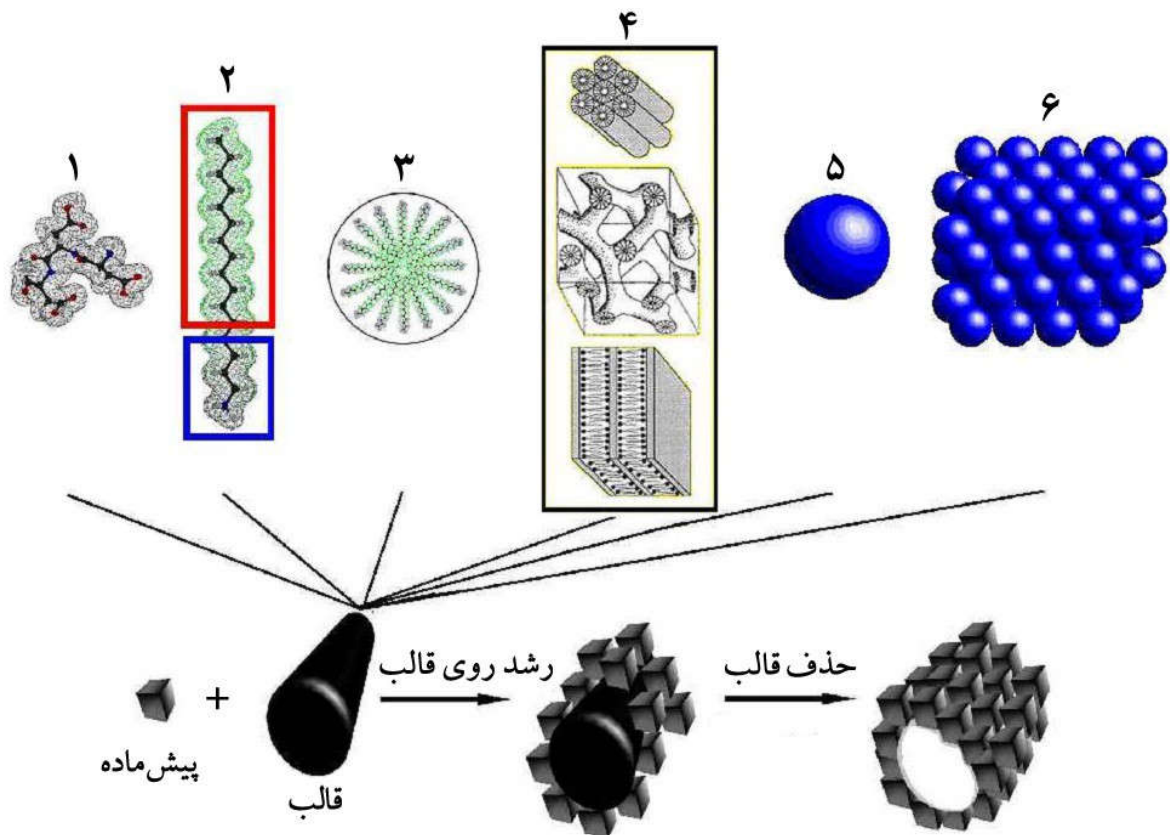 ۱
۲
۳
۴
۵
۶
پیش‌ماده
+
قالب
رشد روی قالب
حذف قالب